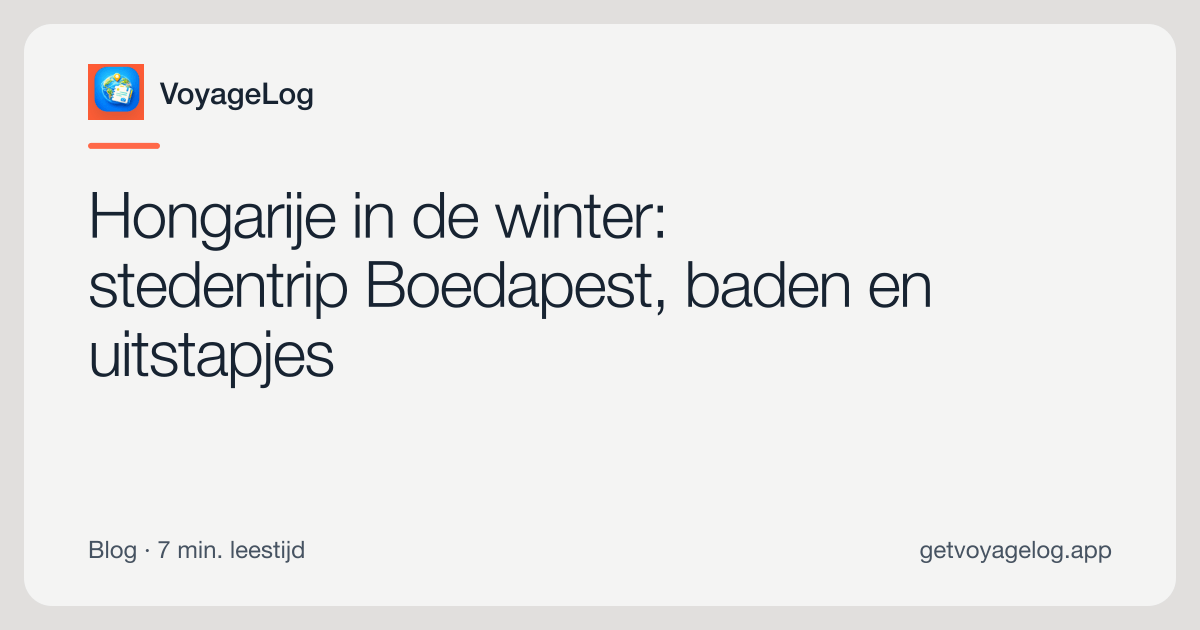 VoyageLog
Hongarije in de winter:
stedentrip Boedapest, baden en
uitstapjes
Blog · 7 min. leestijd
getvoyagelog.app